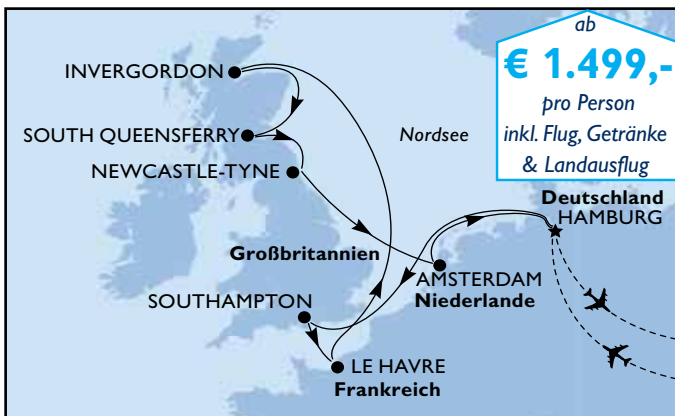 ab
€ 1.499,-
pro Person
inkl. Flug, Getränke
& Landausflug
INVERGORDON
SOUTH QUEENSFERRY
Nordsee
NEWCASTLE-TYNE
Deutschland
HAMBURG
Großbritannien
AMSTERDAM
Niederlande
SOUTHAMPTON
LE HAVRE
Frankreich